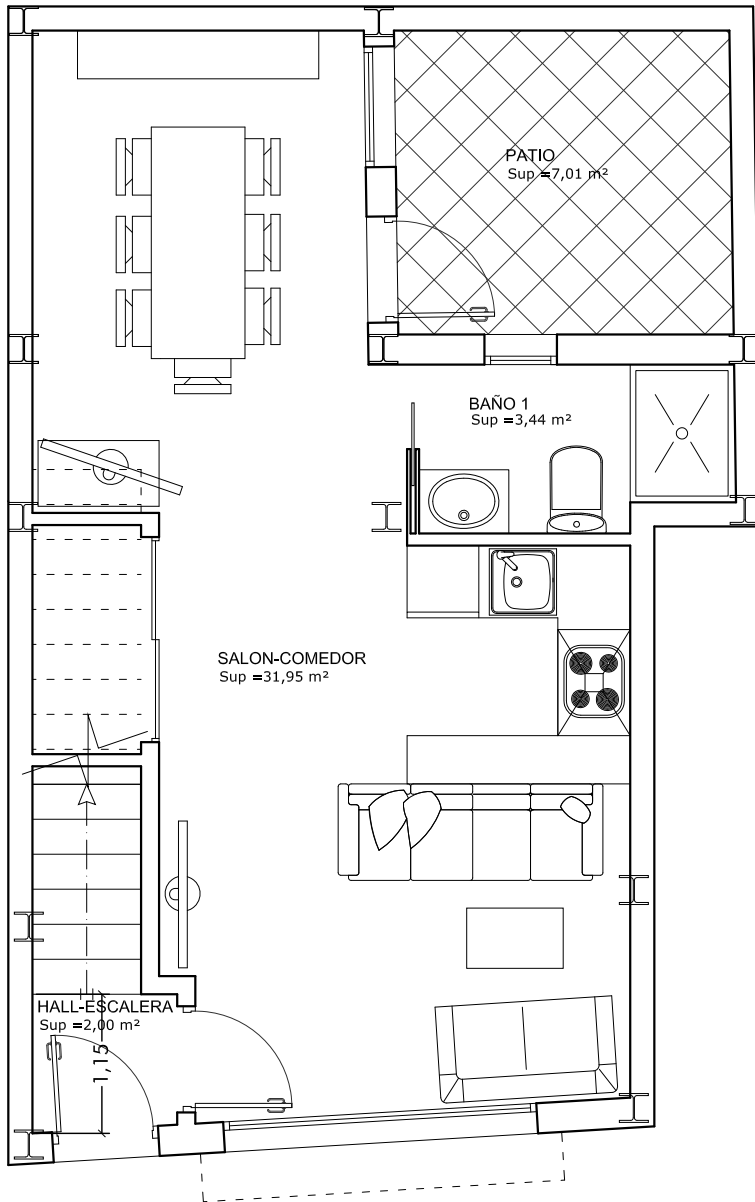 PATIO
Sup =7,01 m²
BAÑO 1
Sup =3,44 m²
SALON-COMEDOR
Sup =31,95 m²
HALL-ESCALERA
Sup =2,00 m²
1,15